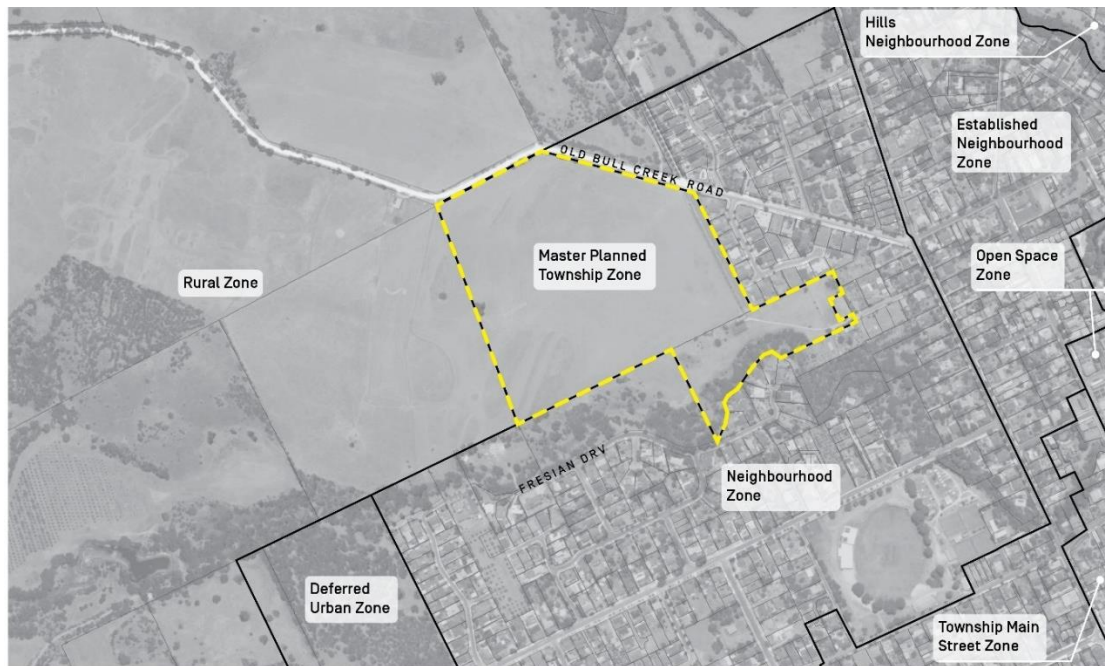 Hills
Neighbourhood Zone
Established
Neighbourhood
Zone
OLD BULL CREEK ROAD
Master Planned
Township Zone
Open Space
Zone
Rural Zone
FRESIAN DRV
Neighbourhood
Zone
Deferred
Urban Zone
Township Main
Street Zone